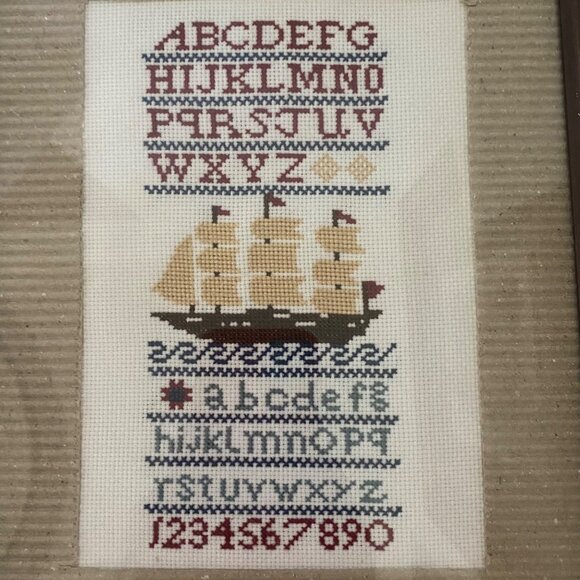 ABCDEFG
HIJKLMNO
PqRSTUV
WXYZ
abcdefg
hijklmnopq
rstuvwxyz
1234567890